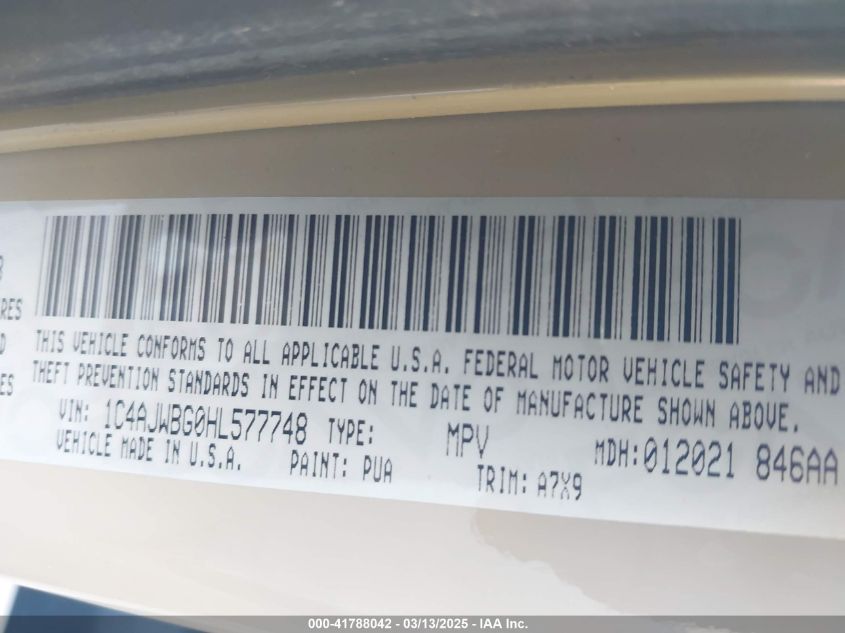 THIS VEHICLE CONFORMS TO ALL APPLICABLE U.S.A. FEDERAL MOTOR VEHICLE SAFETY AND
THEFT PREVENTION STANDARDS IN EFFECT ON THE DATE OF MANUFACTURE SHOWN ABOVE.
VIN: 1C4AJWBG0HL577748 TYPE: MPV MDH:012021 846AA
VEHICLE MADE IN U.S.A. PAINT: PUA TRIM: A7X9
000-41788042 - 03/13/2025 - IAA Inc.